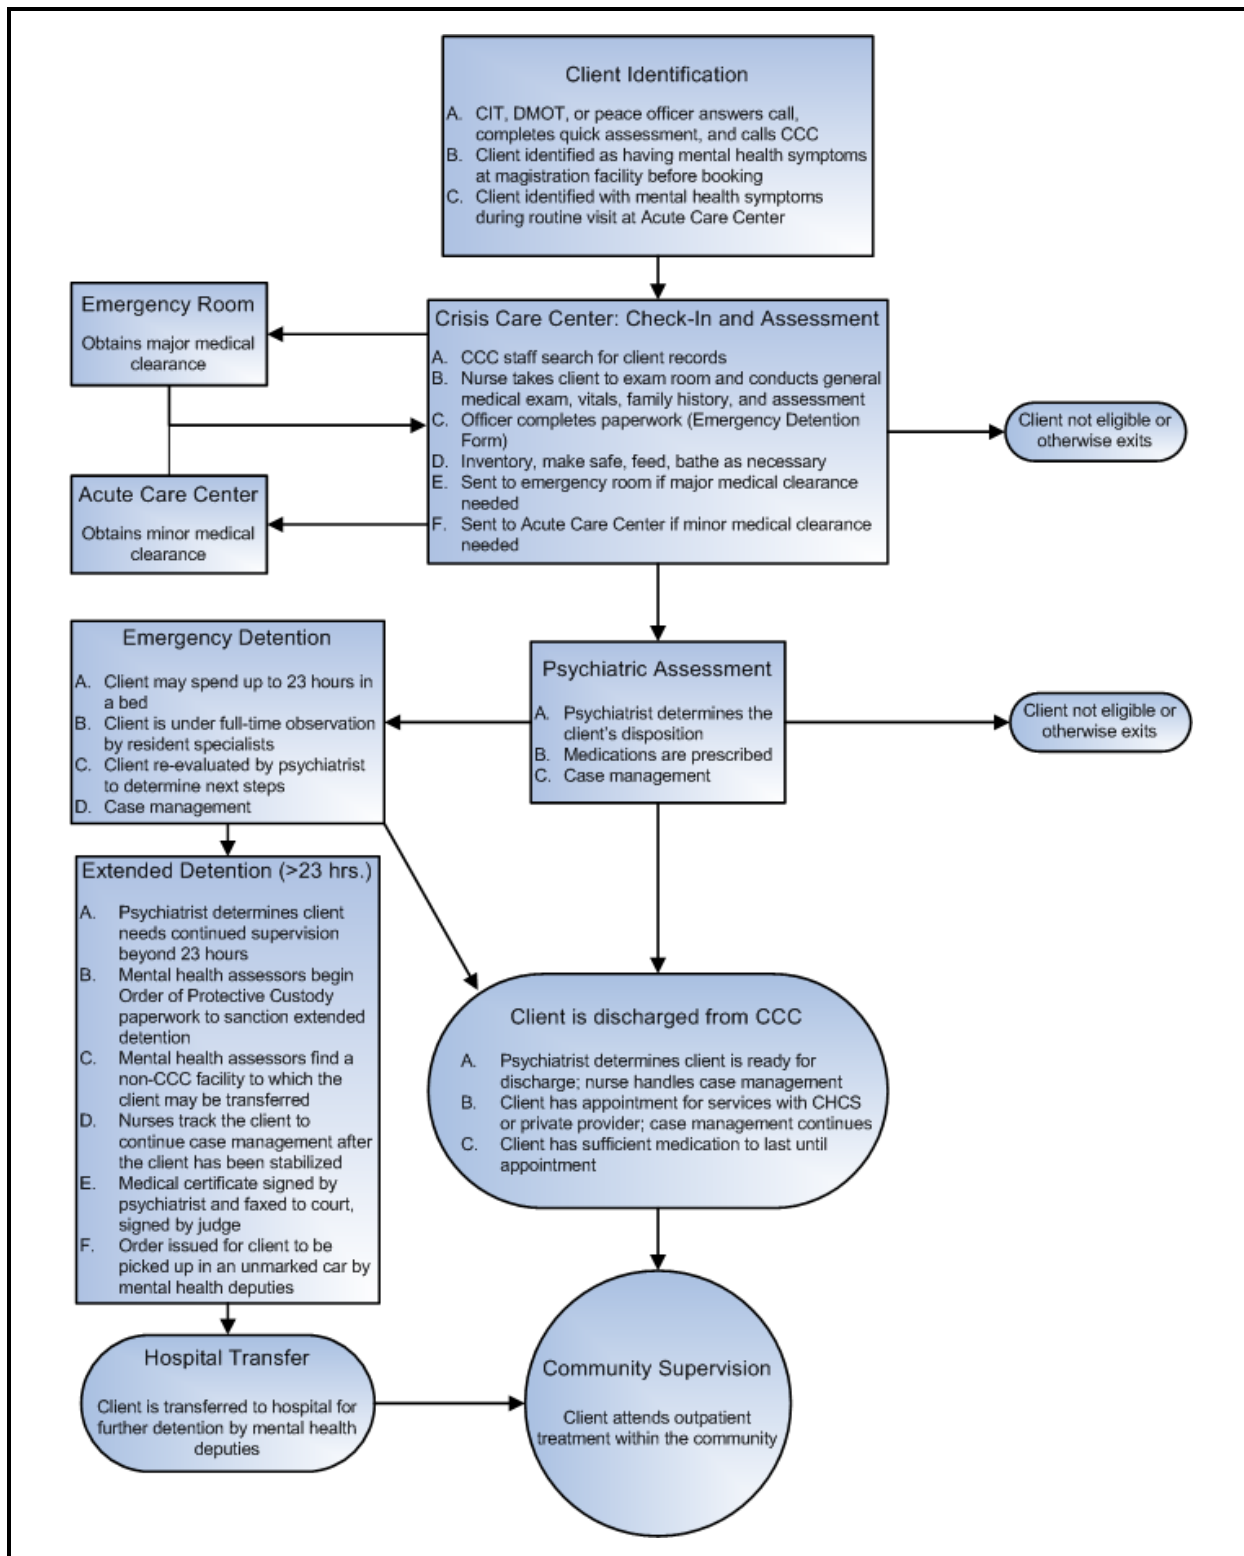 Client Identification
A. CIT, DMOT, or peace officer answers call,
completes quick assessment, and calls CCC
B. Client identified as having mental health symptoms
at magistration facility before booking
C. Client identified with mental health symptoms
during routine visit at Acute Care Center
Emergency Room
Obtains major medical
clearance
Crisis Care Center: Check-In and Assessment
A. CCC staff search for client records
B. Nurse takes client to exam room and conducts general
medical exam, vitals, family history, and assessment
C. Officer completes paperwork (Emergency Detention
Form)
D. Inventory, make safe, feed, bathe as necessary
E. Sent to emergency room if major medical clearance
needed
F. Sent to Acute Care Center if minor medical clearance
needed
Client not eligible or
otherwise exits
Acute Care Center
Obtains minor medical
clearance
Emergency Detention
A. Client may spend up to 23 hours in
a bed
B. Client is under full-time observation
by resident specialists
C. Client re-evaluated by psychiatrist
to determine next steps
D. Case management
Psychiatric Assessment
A. Psychiatrist determines the
client's disposition
B. Medications are prescribed
C. Case management
Client not eligible or
otherwise exits
Extended Detention (>23 hrs.)
A. Psychiatrist determines client
needs continued supervision
beyond 23 hours
B. Mental health assessors begin
Order of Protective Custody
paperwork to sanction extended
detention
C. Mental health assessors find a
non-CCC facility to which the
client may be transferred
D. Nurses track the client to
continue case management after
the client has been stabilized
E. Medical certificate signed by
psychiatrist and faxed to court,
signed by judge
F. Order issued for client to be
picked up in an unmarked car by
mental health deputies
Client is discharged from CCC
A. Psychiatrist determines client is ready for
discharge; nurse handles case management
B. Client has appointment for services with CHCS
or private provider; case management continues
C. Client has sufficient medication to last until
appointment
Hospital Transfer
Client is transferred to hospital for
further detention by mental health
deputies
Community Supervision
Client attends outpatient
treatment within the community